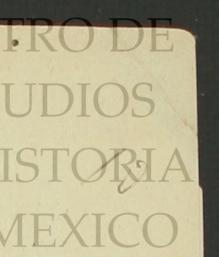 TRO DE
UDIOS
ISTORIA
MEXICO